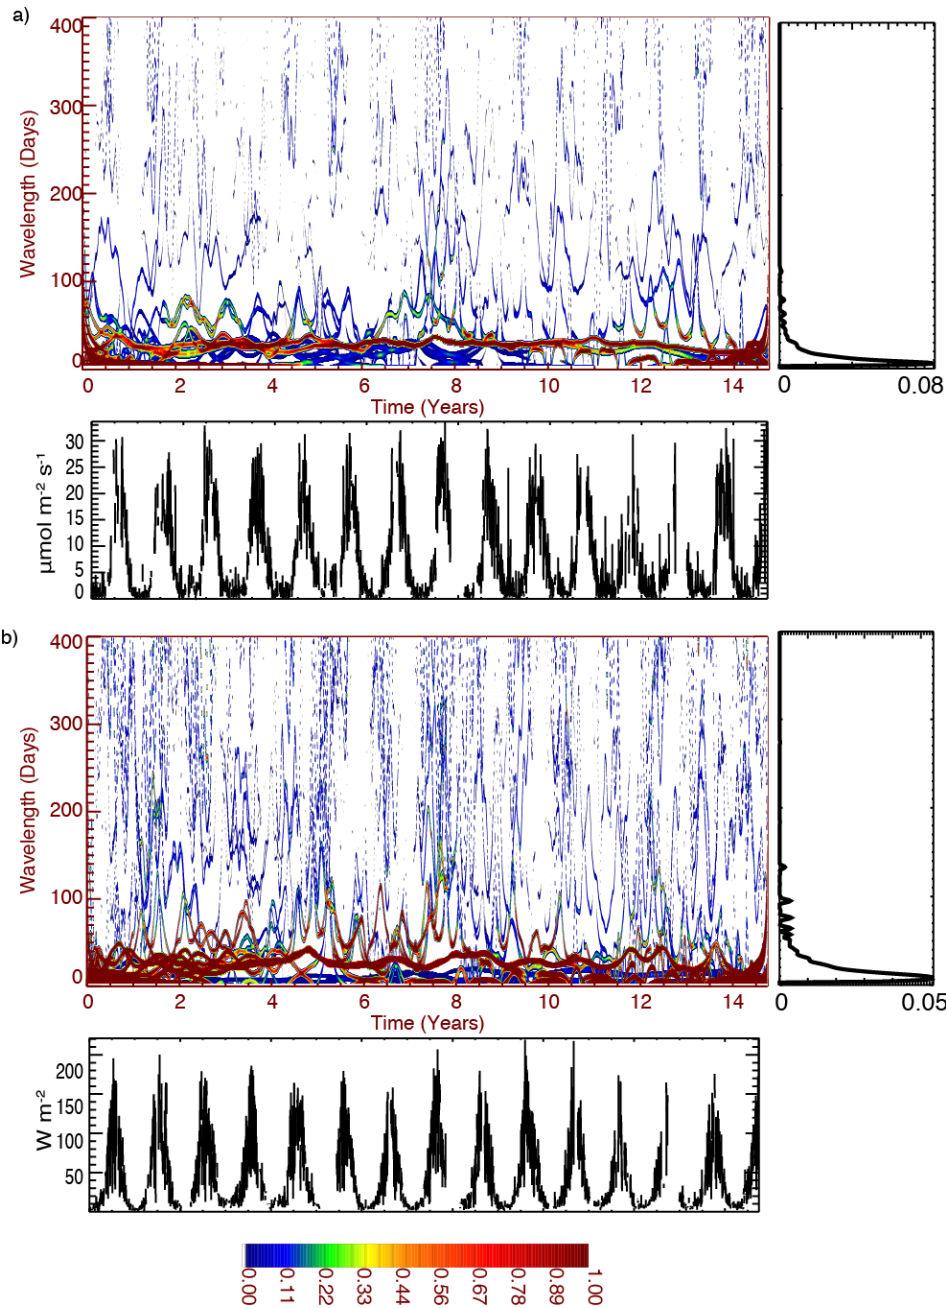 a)
400
300
200
100
0
Wavelength (Days)
0 2 4 6 8 10 12 14
Time (Years)
0 0.08
30
25
20
15
10
5
0
µmol m⁻² s⁻¹
b)
400
300
200
100
0
Wavelength (Days)
0 2 4 6 8 10 12 14
Time (Years)
0 0.05
200
150
100
50
W m⁻²
0.00 0.11 0.22 0.33 0.44 0.56 0.67 0.78 0.89 1.00